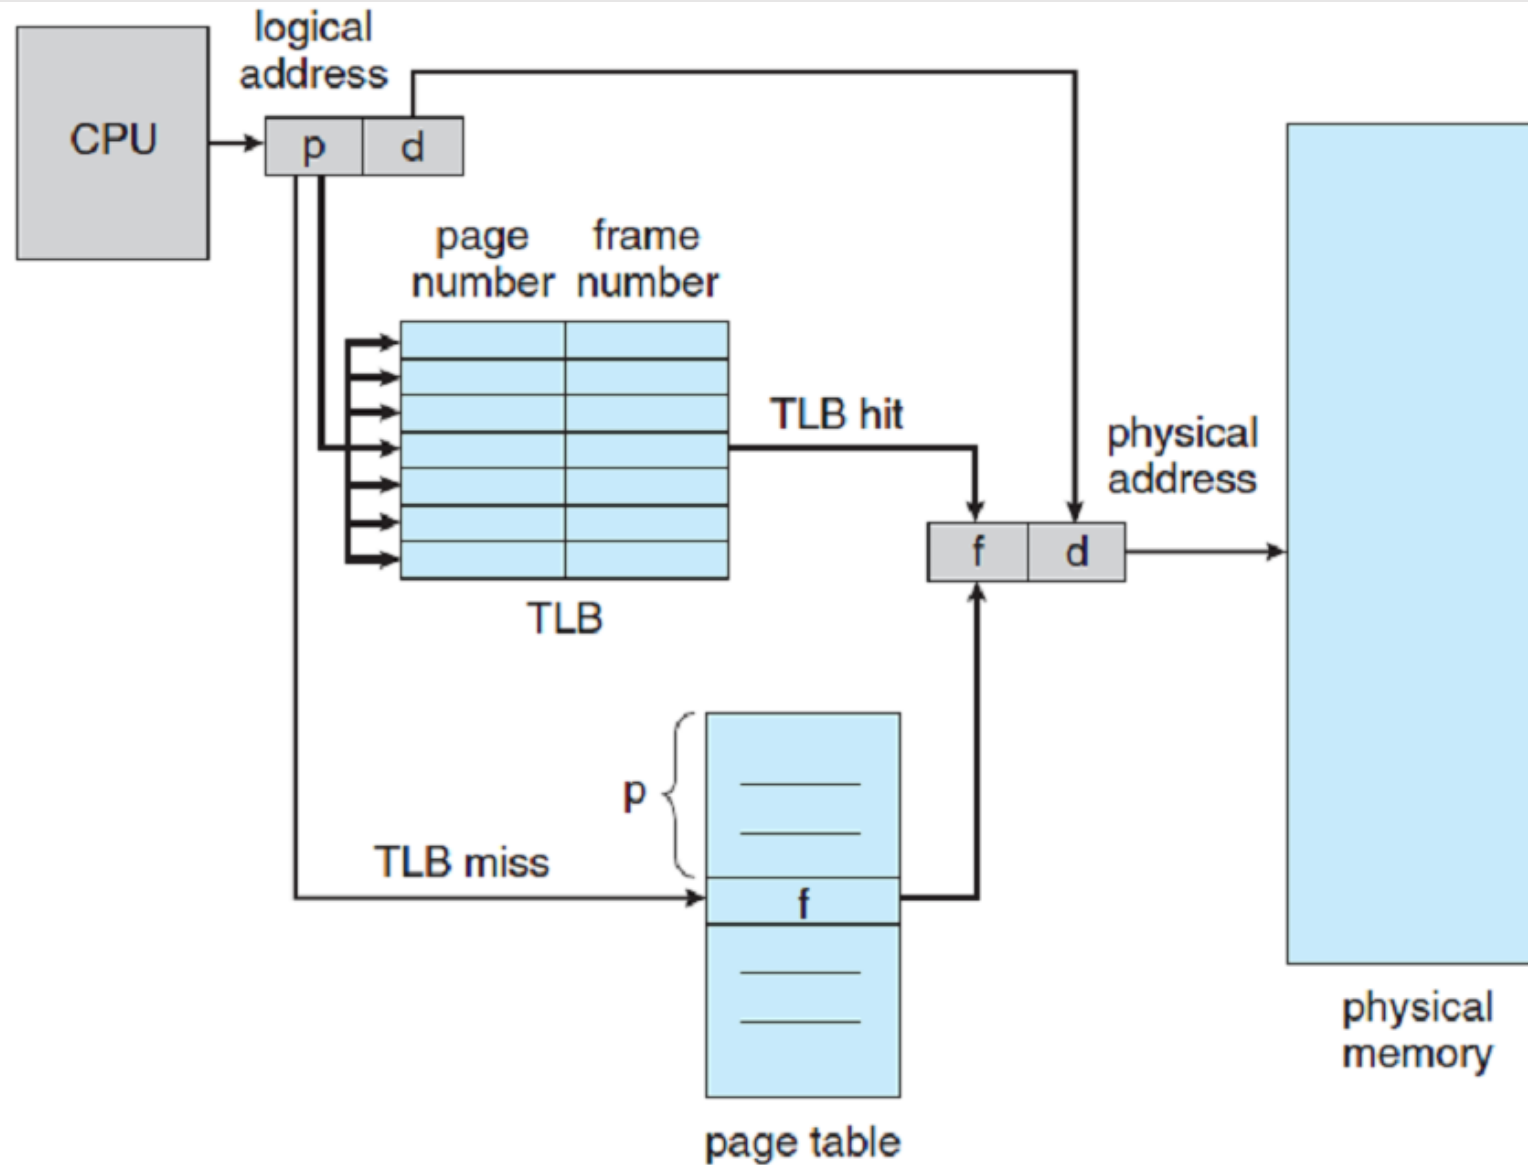 logical
address
CPU
p d
page frame
number number
TLB hit
physical
address
f d
TLB
p
TLB miss
f
physical
memory
page table